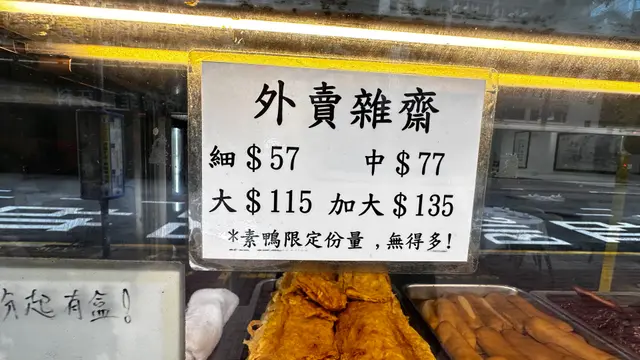 外賣雜齋
細$57 中$77
大$115 加大$135
*素鴨限定份量,無得多!
起有盒!